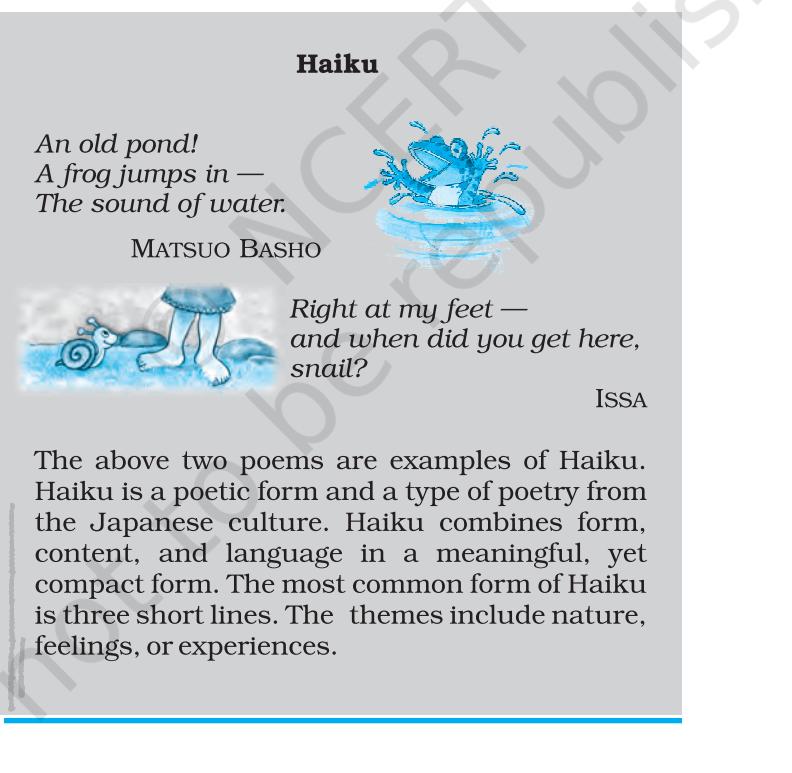 Haiku
An old pond!
A frog jumps in —
The sound of water.
MATSUO BASHO
Right at my feet —
and when did you get here,
snail?
ISSA
The above two poems are examples of Haiku.
Haiku is a poetic form and a type of poetry from
the Japanese culture. Haiku combines form,
content, and language in a meaningful, yet
compact form. The most common form of Haiku
is three short lines. The themes include nature,
feelings, or experiences.
NCERT
not to be republish